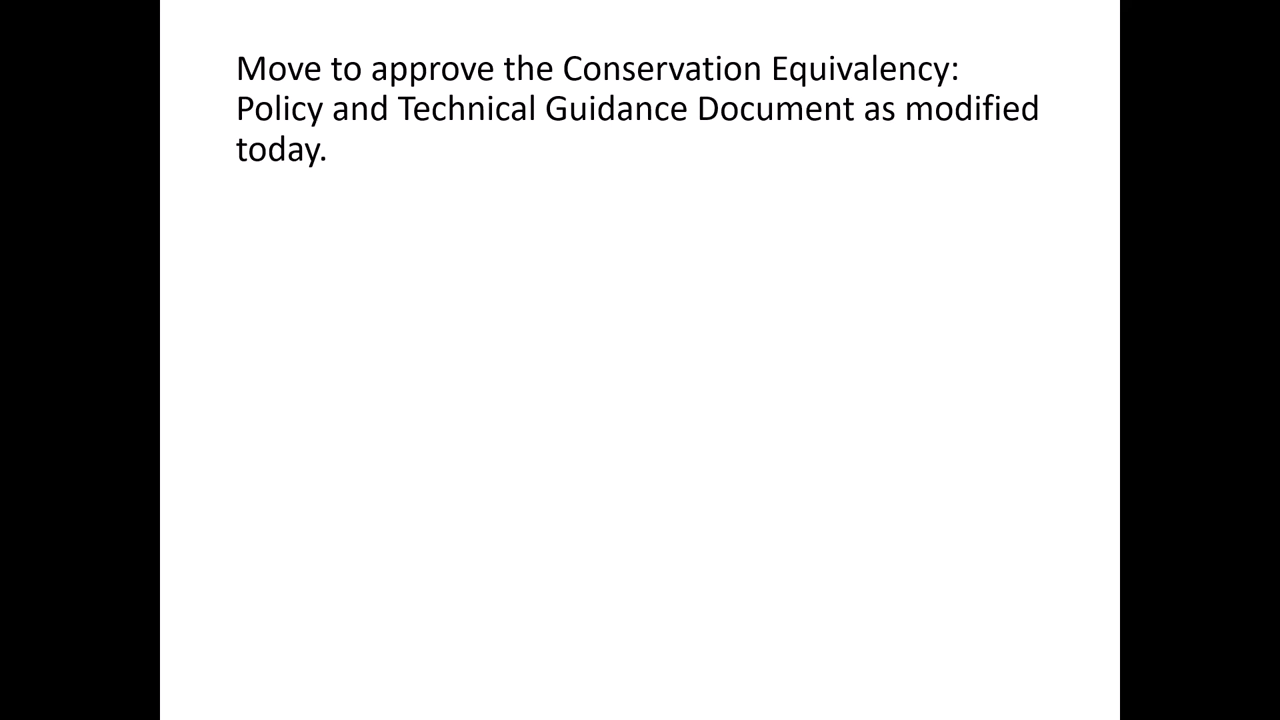 Move to approve the Conservation Equivalency:
Policy and Technical Guidance Document as modified
today.